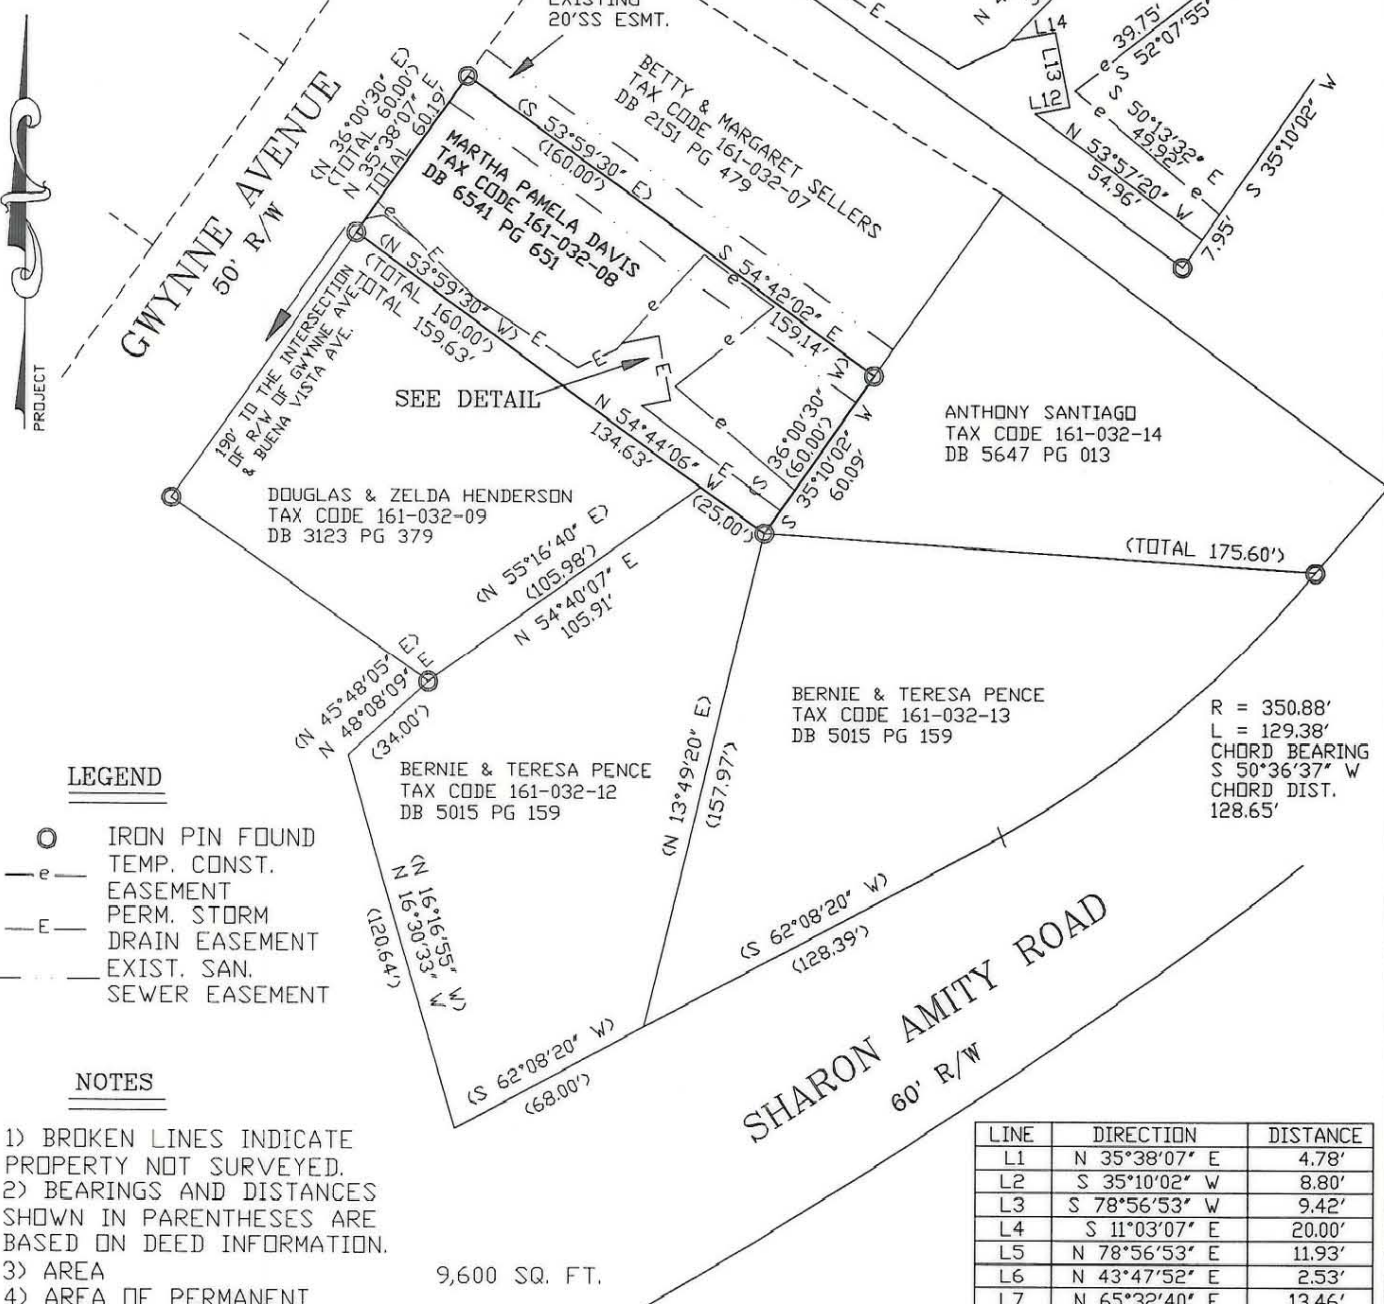 EXISTING
20'SS ESMT.
L14
L13
L12
39.75'
S 52°07'55"
S 50°13'32" E
49.92'
N 53°57'20" W
54.96'
S 35°10'02" W
7.95'
BETTY & MARGARET SELLERS
TAX CODE 161-032-07
DB 2151 PG
479
(N 36°00'30" E)
(TOTAL 60.00')
N 35°38'07" E
TOTAL 60.19'
(S 53°59'30" E)
(160.00')
GWYNNE AVENUE
50' R/W
MARTHA PAMELA DAVIS
TAX CODE 161-032-08
DB 6541 PG 651
S 54°42'02" E
159.14'
(N 53°59'30" W)
(TOTAL 160.00')
TOTAL 159.63'
190' TO THE INTERSECTION
OF R/W OF GWYNNE AVE.
& BUENA VISTA AVE.
PROJECT
SEE DETAIL
N 54°44'06" W
134.63'
(25.00')
S 36°00'30" W)
(60.00')
S 35°10'02" W
60.09'
ANTHONY SANTIAGO
TAX CODE 161-032-14
DB 5647 PG 013
DOUGLAS & ZELDA HENDERSON
TAX CODE 161-032-09
DB 3123 PG 379
(N 55°16'40" E)
(105.98')
N 54°40'07" E
105.91'
(TOTAL 175.60')
(N 45°48'05" E)
N 48°08'09" E
(34.00')
BERNIE & TERESA PENCE
TAX CODE 161-032-13
DB 5015 PG 159
R = 350.88'
L = 129.38'
CHORD BEARING
S 50°36'37" W
CHORD DIST.
128.65'
BERNIE & TERESA PENCE
TAX CODE 161-032-12
DB 5015 PG 159
(N 13°49'20" E)
(157.97')
(N 16°16'55" W)
N 16°30'33" W
(120.64')
(S 62°08'20" W)
(128.39')
(S 62°08'20" W)
(68.00')
SHARON AMITY ROAD
60' R/W
LEGEND
IRON PIN FOUND
e TEMP. CONST.
EASEMENT
E PERM. STORM
DRAIN EASEMENT
EXIST. SAN.
SEWER EASEMENT
NOTES
1) BROKEN LINES INDICATE
PROPERTY NOT SURVEYED.
2) BEARINGS AND DISTANCES
SHOWN IN PARENTHESES ARE
BASED ON DEED INFORMATION.
3) AREA 9,600 SQ. FT.
4) AREA OF PERMANENT
LINE DIRECTION DISTANCE
L1 N 35°38'07" E 4.78'
L2 S 35°10'02" W 8.80'
L3 S 78°56'53" W 9.42'
L4 S 11°03'07" E 20.00'
L5 N 78°56'53" E 11.93'
L6 N 43°47'52" E 2.53'
L7 N 65°32'40" E 13.46'